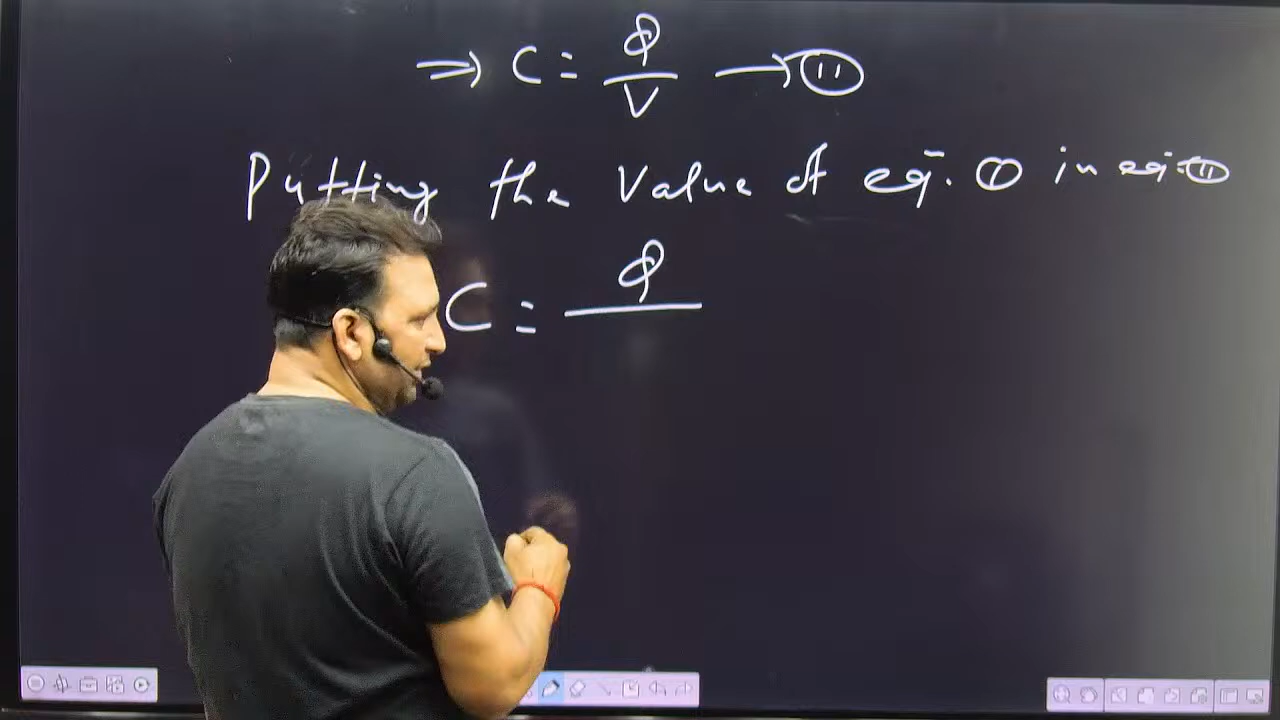 ⇒ C = Q/V → (II)
Putting the value of eq. (I) in eq. (II)
C = Q/